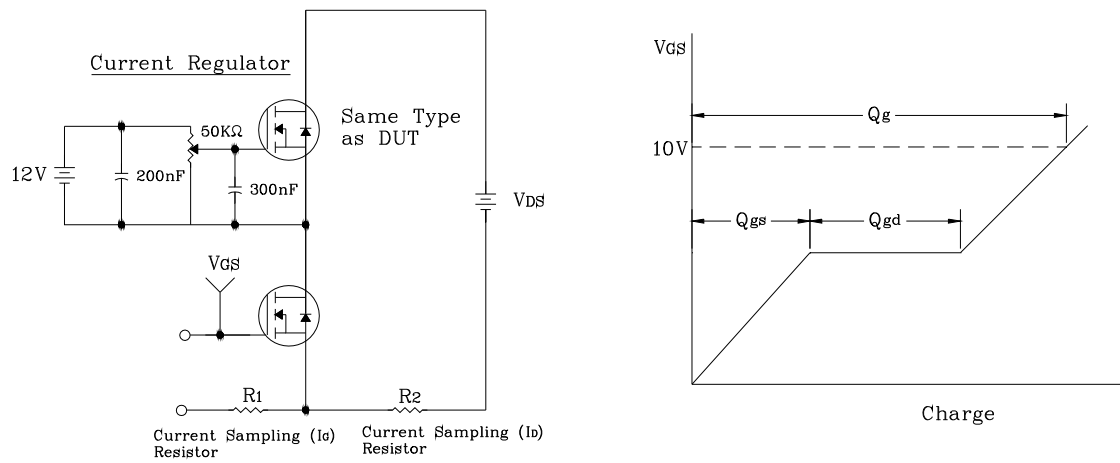 Current Regulator
50KΩ
Same Type
as DUT
12V
200nF
300nF
VDS
VGS
R1
R2
Current Sampling (IG)
Resistor
Current Sampling (ID)
Resistor
VGS
Qg
10V
Qgs
Qgd
Charge